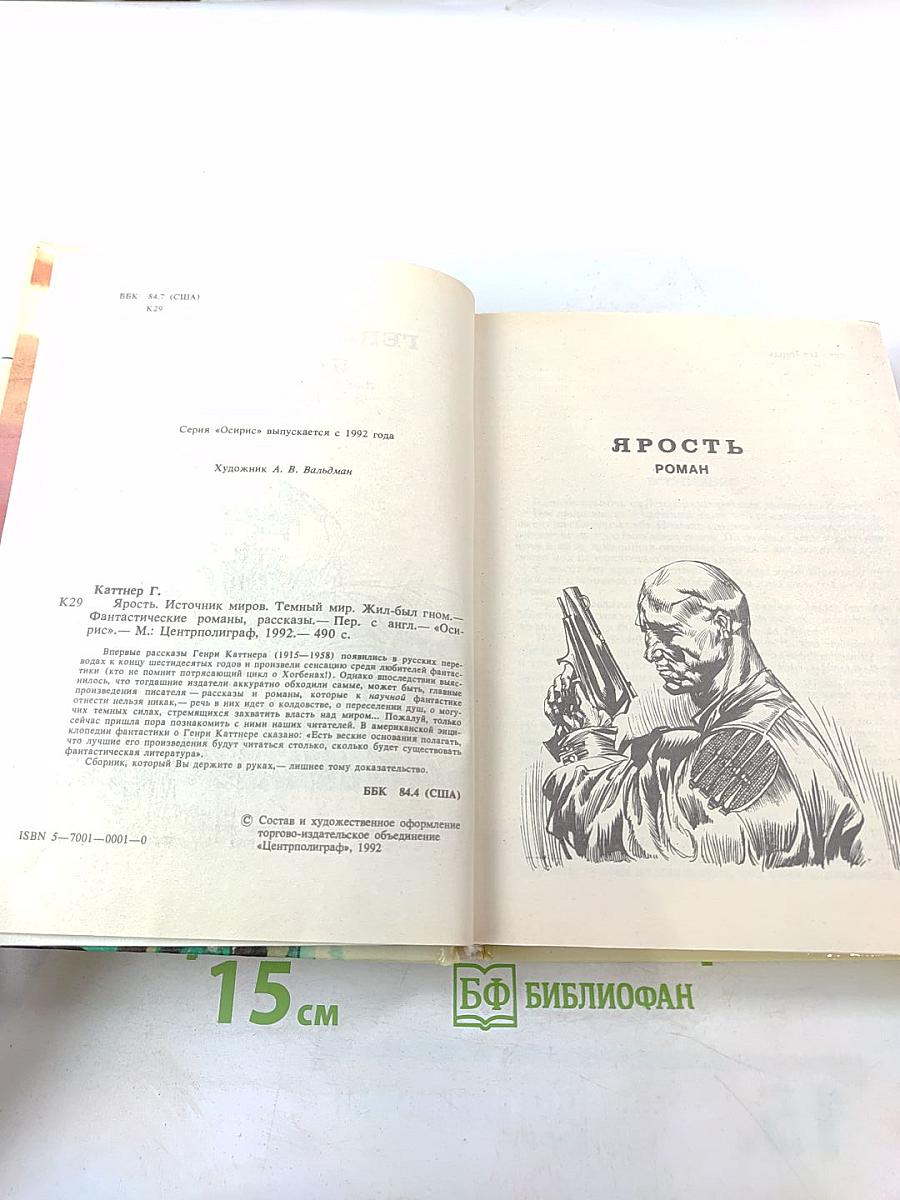 ББК 84.7 (США)
К29
Серия «Осирис» выпускается с 1992 года
Художник А. В. Вальдман
Каттнер Г.
К29 Ярость. Источник миров. Темный мир. Жил-был гном.—
Фантастические романы, рассказы.— Пер. с англ.— «Оси-
рис».— М.: Центрполиграф, 1992.— 490 с.
Впервые рассказы Генри Каттнера (1915—1958) появились в русских пере-
водах к концу шестидесятых годов и произвели сенсацию среди любителей фантас-
тики (кто не помнит потрясающий цикл о Хогбенах!). Однако впоследствии выяс-
нилось, что тогдашние издатели аккуратно обходили самые, может быть, главные
произведения писателя — рассказы и романы, которые к научной фантастике
отнести нельзя никак,— речь в них идет о колдовстве, о переселении душ, о могу-
чих темных силах, стремящихся захватить власть над миром... Пожалуй, только
сейчас пришла пора познакомить с ними наших читателей. В американской энци-
клопедии фантастики о Генри Каттнере сказано: «Есть веские основания полагать,
что лучшие его произведения будут читаться столько, сколько будет существовать
фантастическая литература».
Сборник, который Вы держите в руках,— лишнее тому доказательство.
ББК 84.4 (США)
© Состав и художественное оформление
торгово-издательское объединение
«Центрполиграф», 1992
ISBN 5—7001—0001—0
ЯРОСТЬ
РОМАН
15 см
БФ БИБЛИОФАН